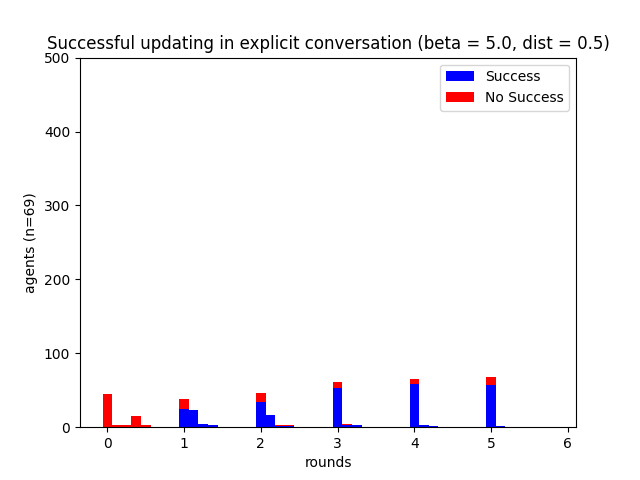 Successful updating in explicit conversation (beta = 5.0, dist = 0.5)
Success
No Success
500
400
300
200
100
0
agents (n=69)
0 1 2 3 4 5 6
rounds